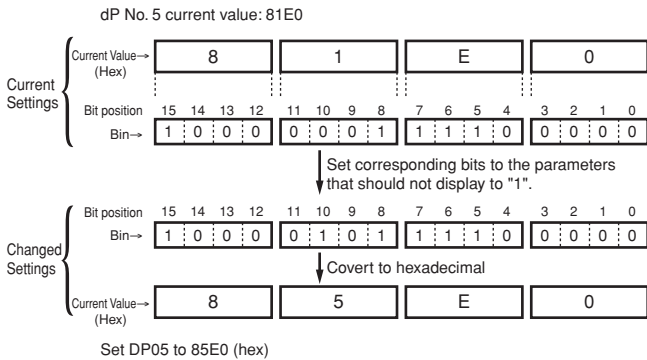 dP No. 5 current value: 81E0
Current Value→ 8 1 E 0
(Hex)
Current
Settings
Bit position 15 14 13 12 11 10 9 8 7 6 5 4 3 2 1 0
Bin→ 1 0 0 0 0 0 0 1 1 1 1 0 0 0 0 0
Set corresponding bits to the parameters
that should not display to "1".
Bit position 15 14 13 12 11 10 9 8 7 6 5 4 3 2 1 0
Bin→ 1 0 0 0 0 1 0 1 1 1 1 0 0 0 0 0
Changed
Settings
Covert to hexadecimal
Current Value→ 8 5 E 0
(Hex)
Set DP05 to 85E0 (hex)